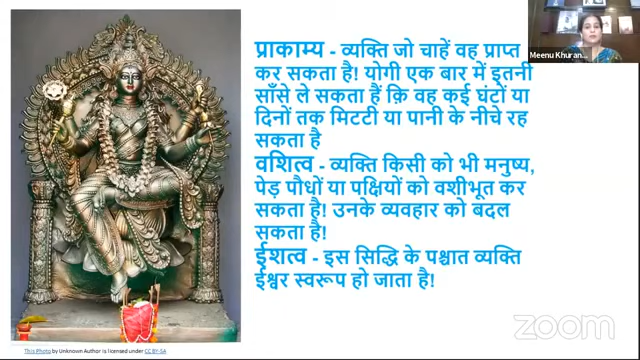 प्राकाम्य - व्यक्ति जो चाहें वह प्राप्त
कर सकता है! योगी एक बार में इतनी
साँसे ले सकता हैं क़ि वह कई घंटों या
दिनों तक मिटटी या पानी के नीचे रह
सकता है
वशित्व - व्यक्ति किसी को भी मनुष्य,
पेड़ पौधों या पक्षियों को वशीभूत कर
सकता है! उनके व्यवहार को बदल
सकता है!
ईशत्व - इस सिद्धि के पश्चात व्यक्ति
ईश्वर स्वरूप हो जाता है!
Meenu Khuran...
zoom
This Photo by Unknown Author is licensed under CC BY-SA